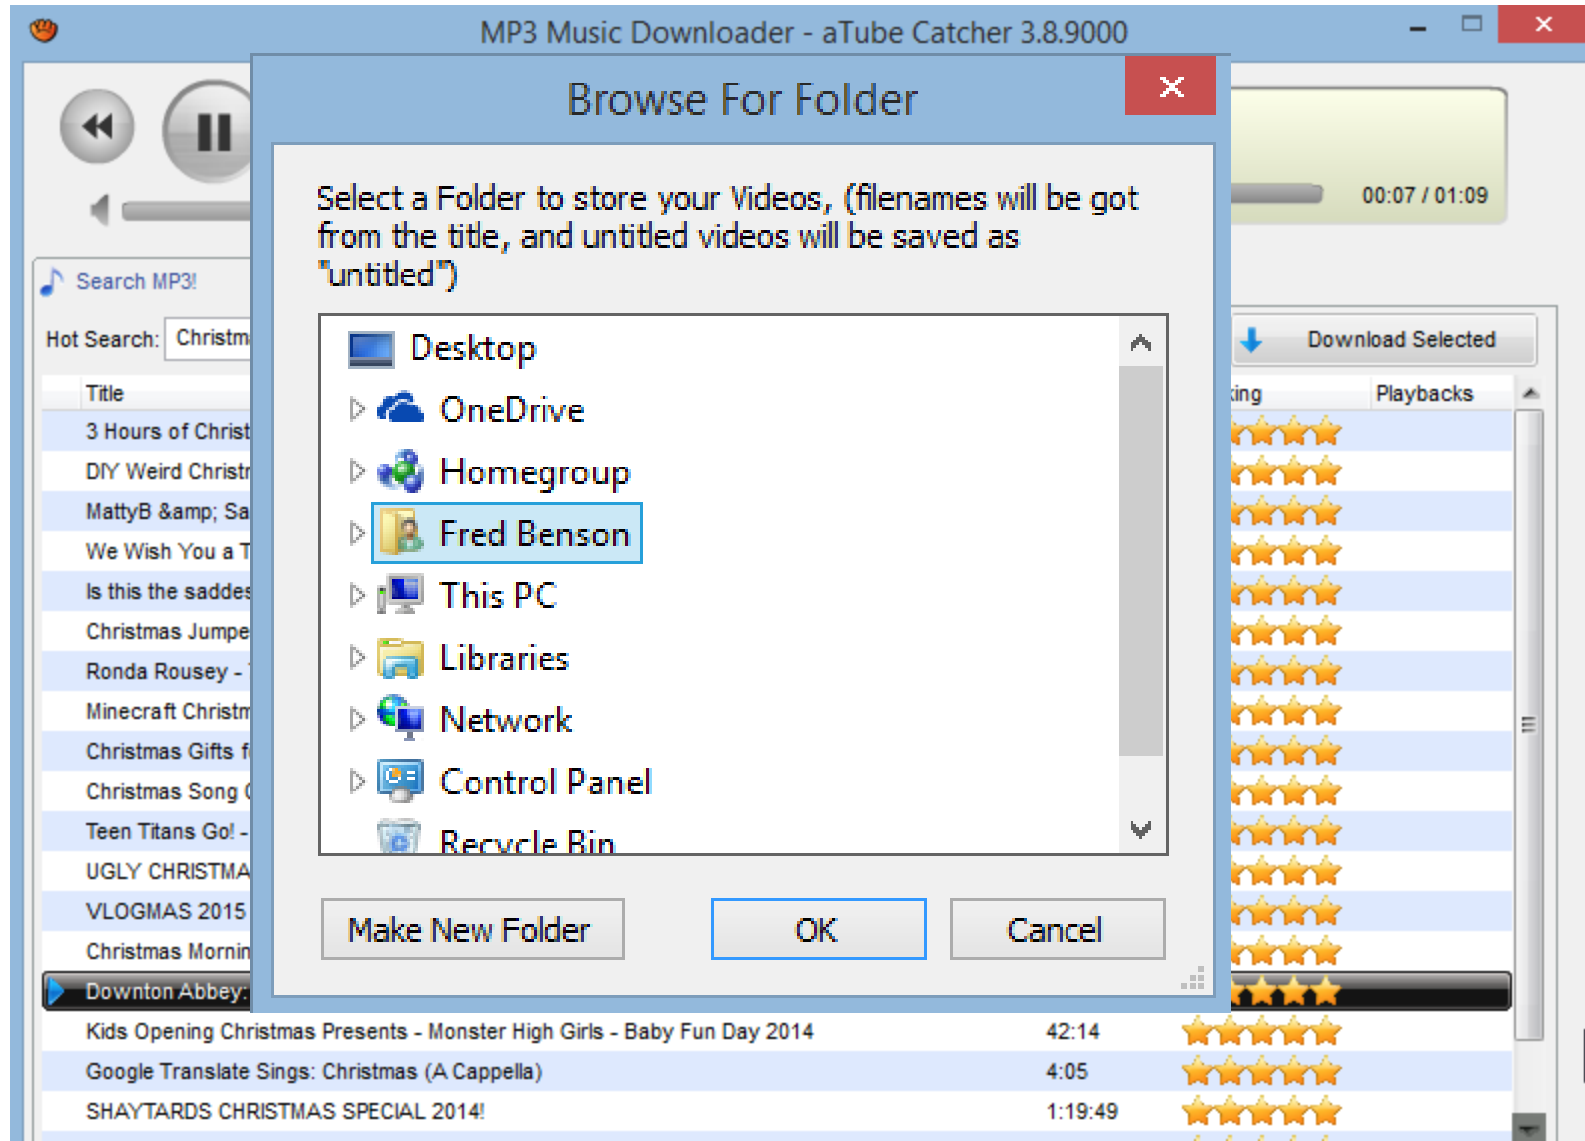 MP3 Music Downloader - aTube Catcher 3.8.9000
Browse For Folder
Select a Folder to store your Videos, (filenames will be got
from the title, and untitled videos will be saved as
"untitled")
Desktop
OneDrive
Homegroup
Fred Benson
This PC
Libraries
Network
Control Panel
Recycle Bin
Make New Folder
OK
Cancel
00:07 / 01:09
Search MP3!
Hot Search:
Christm
Download Selected
Title
king
Playbacks
3 Hours of Christ
DIY Weird Christ
MattyB &amp; Sa
We Wish You a T
Is this the saddes
Christmas Jumpe
Ronda Rousey -
Minecraft Christm
Christmas Gifts f
Christmas Song
Teen Titans Go! -
UGLY CHRISTMA
VLOGMAS 2015
Christmas Mornin
Downton Abbey:
Kids Opening Christmas Presents - Monster High Girls - Baby Fun Day 2014 42:14
Google Translate Sings: Christmas (A Cappella) 4:05
SHAYTARDS CHRISTMAS SPECIAL 2014! 1:19:49